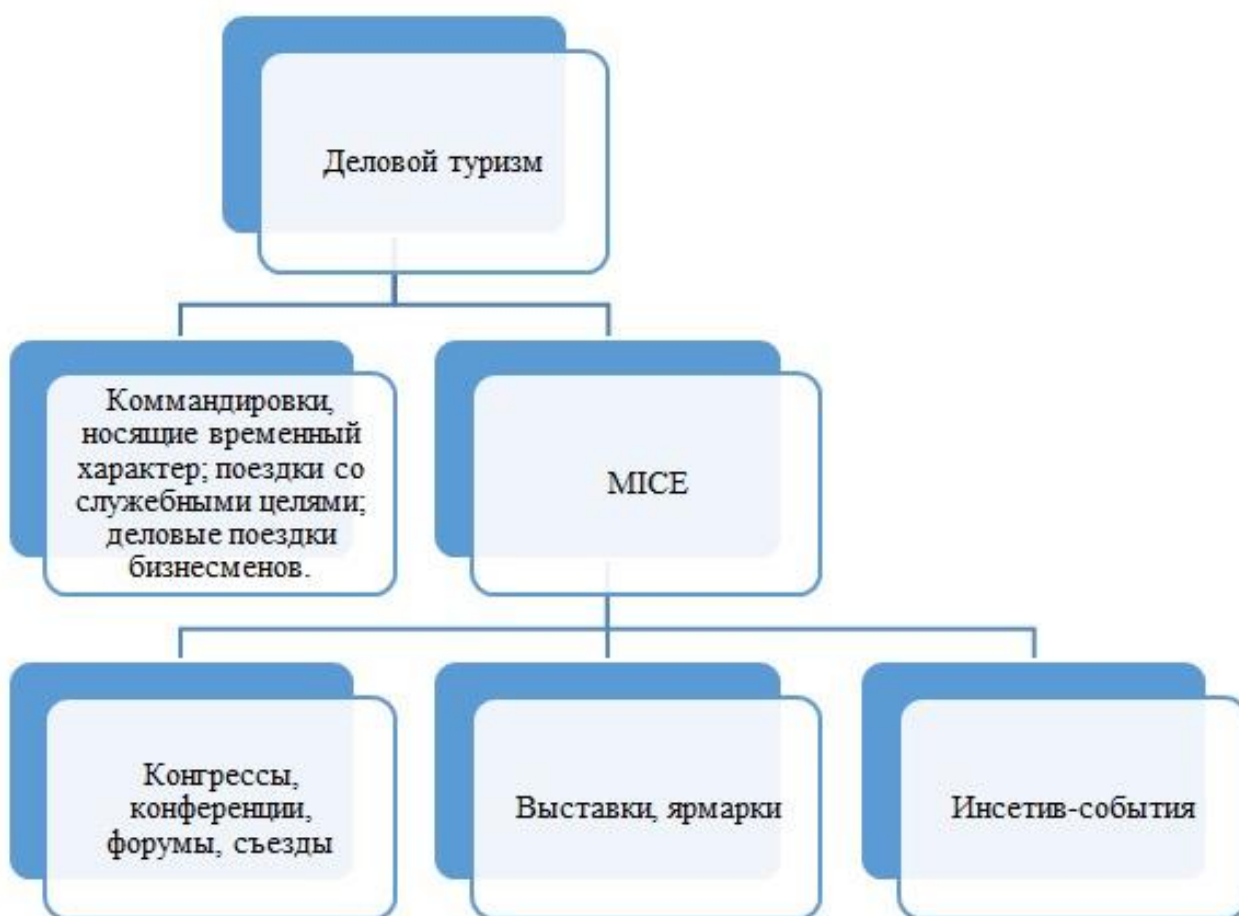 Деловой туризм
Коммандировки,
носящие временный
характер; поездки со
служебными целями;
деловые поездки
бизнесменов.
MICE
Конгрессы,
конференции,
форумы, съезды
Выставки, ярмарки
Инсетив-события